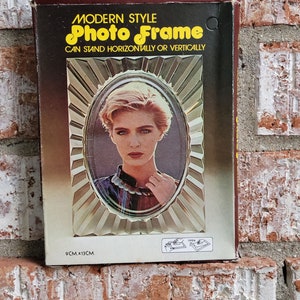 MODERN STYLE
Photo Frame
CAN STAND HORIZONTALLY OR VERTICALLY
9CM.x13CM